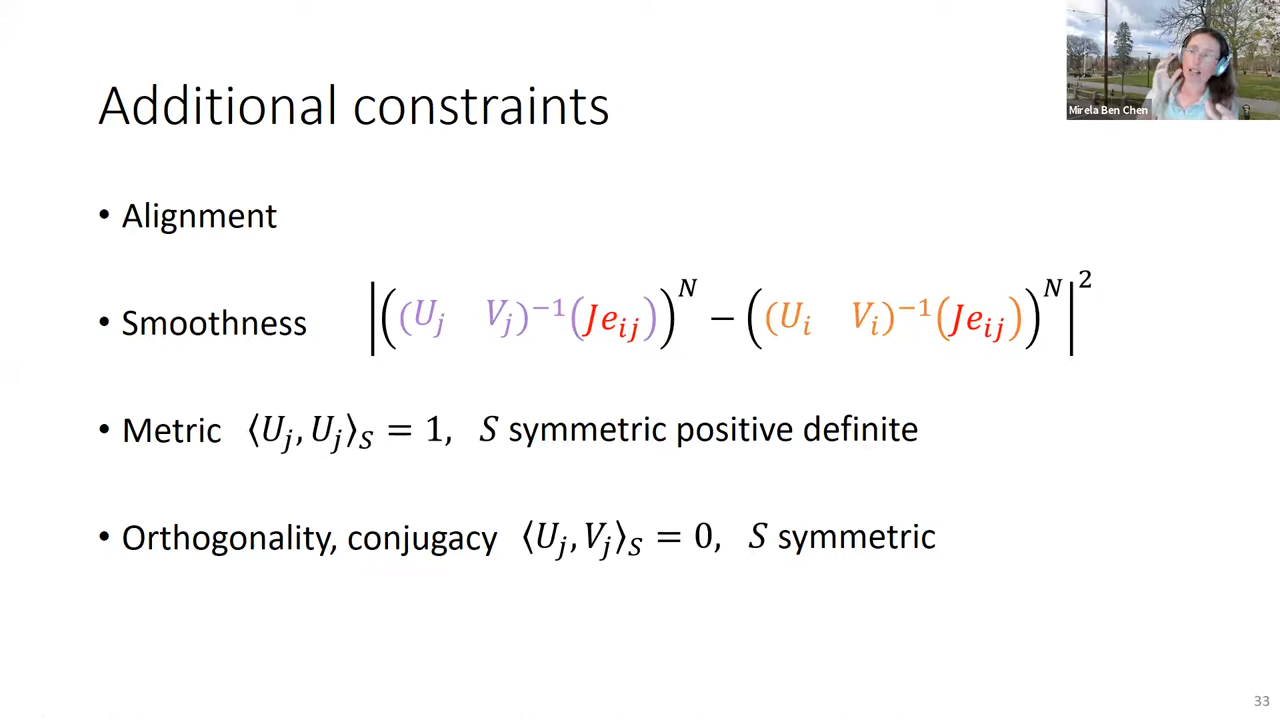 Mirela Ben Chen
Additional constraints
• Alignment
• Smoothness |((U_j V_j)^{-1}(Je_{ij}))^N − ((U_i V_i)^{-1}(Je_{ij}))^N|^2
• Metric ⟨U_j, U_j⟩_S = 1, S symmetric positive definite
• Orthogonality, conjugacy ⟨U_j, V_j⟩_S = 0, S symmetric
33